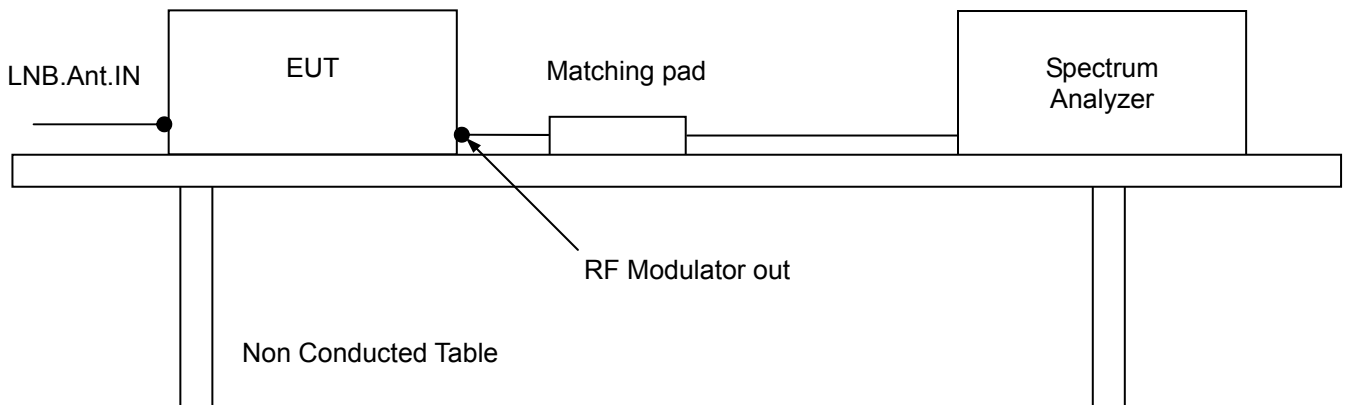 LNB.Ant.IN
EUT
Matching pad
Spectrum
Analyzer
RF Modulator out
Non Conducted Table